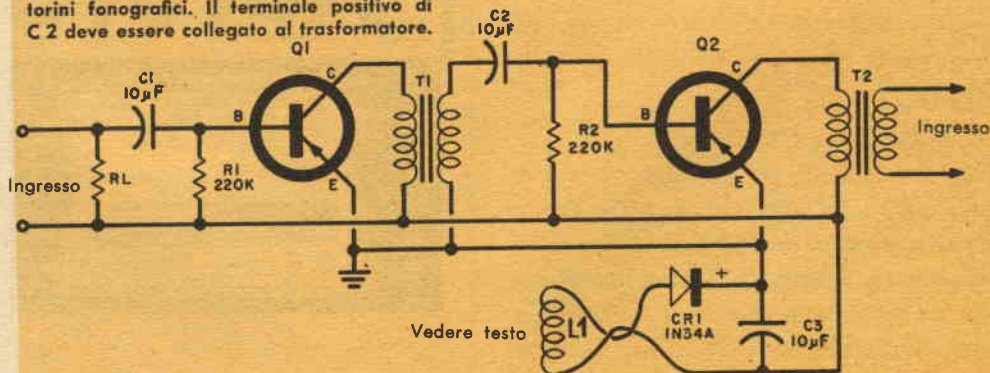 torini fonografici. Il terminale positivo di
C 2 deve essere collegato al trasformatore.
C1
10µF
Q1
C
B
E
T1
C2
10µF
Q2
C
B
E
T2
Ingresso
RL
R1
220K
R2
220K
Ingresso
Vedere testo
L1
CR1
1N34A
+
C3
10µF